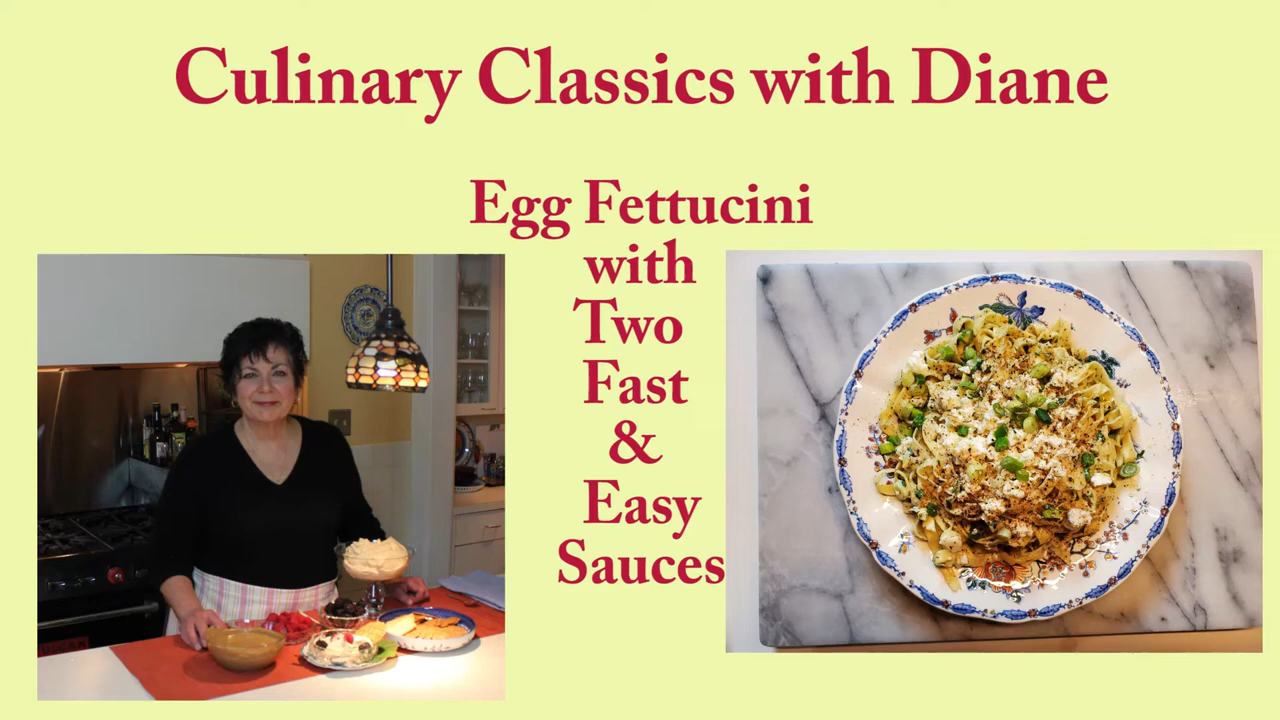 Culinary Classics with Diane
Egg Fettucini
with
Two
Fast
&
Easy
Sauces